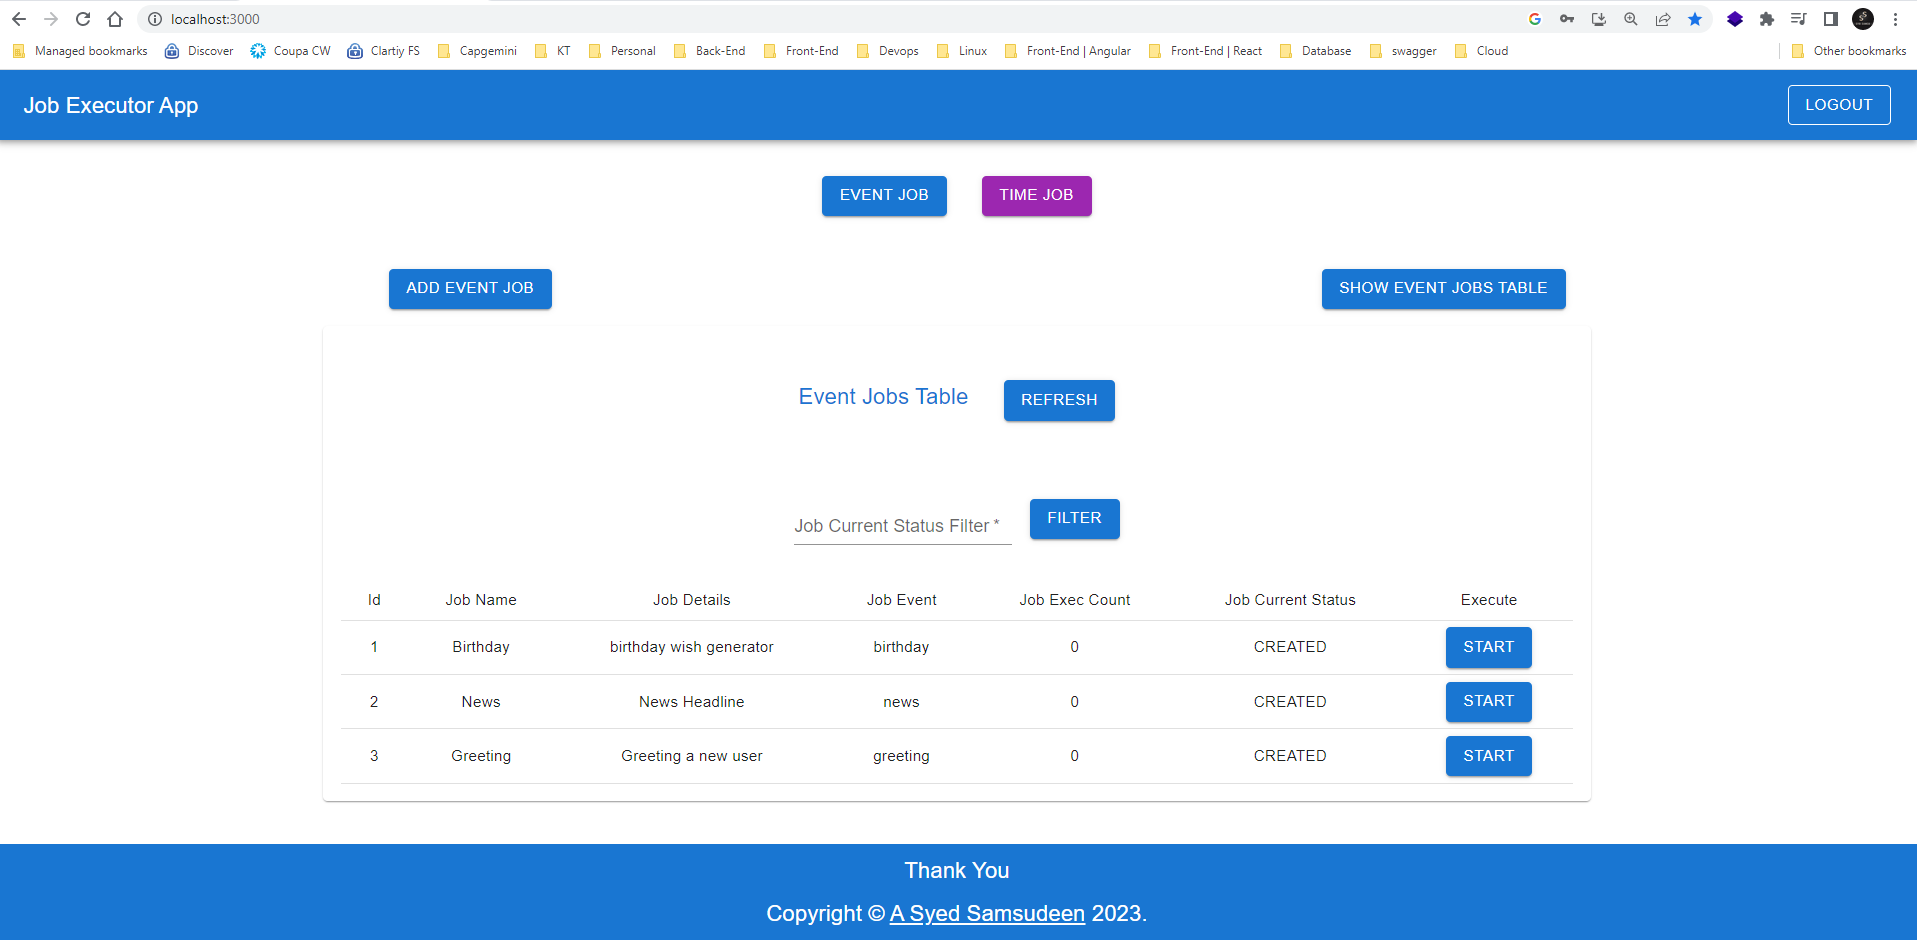 localhost:3000
Managed bookmarks Discover Coupa CW Clartiy FS Capgemini KT Personal Back-End Front-End Devops Linux Front-End | Angular Front-End | React Database swagger Cloud Other bookmarks
Job Executor App LOGOUT
EVENT JOB TIME JOB
ADD EVENT JOB SHOW EVENT JOBS TABLE
Event Jobs Table REFRESH
Job Current Status Filter * FILTER
Id Job Name Job Details Job Event Job Exec Count Job Current Status Execute
1 Birthday birthday wish generator birthday 0 CREATED START
2 News News Headline news 0 CREATED START
3 Greeting Greeting a new user greeting 0 CREATED START
Thank You
Copyright © A Syed Samsudeen 2023.